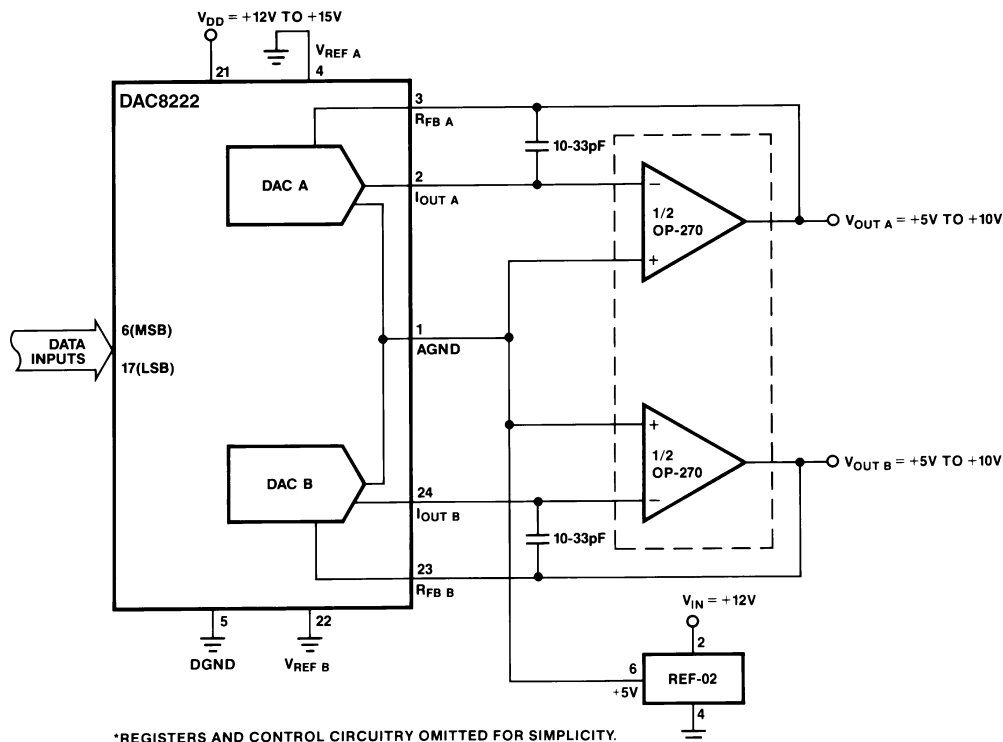 V_DD = +12V TO +15V
V_REF A
21
4
DAC8222
3
R_FB A
10-33pF
DAC A
2
I_OUT A
−
1/2
OP-270
+
V_OUT A = +5V TO +10V
6(MSB)
DATA
INPUTS
17(LSB)
1
AGND
+
1/2
OP-270
−
V_OUT B = +5V TO +10V
DAC B
24
I_OUT B
10-33pF
23
R_FB B
5
22
DGND
V_REF B
V_IN = +12V
2
6
+5V
REF-02
4
*REGISTERS AND CONTROL CIRCUITRY OMITTED FOR SIMPLICITY.